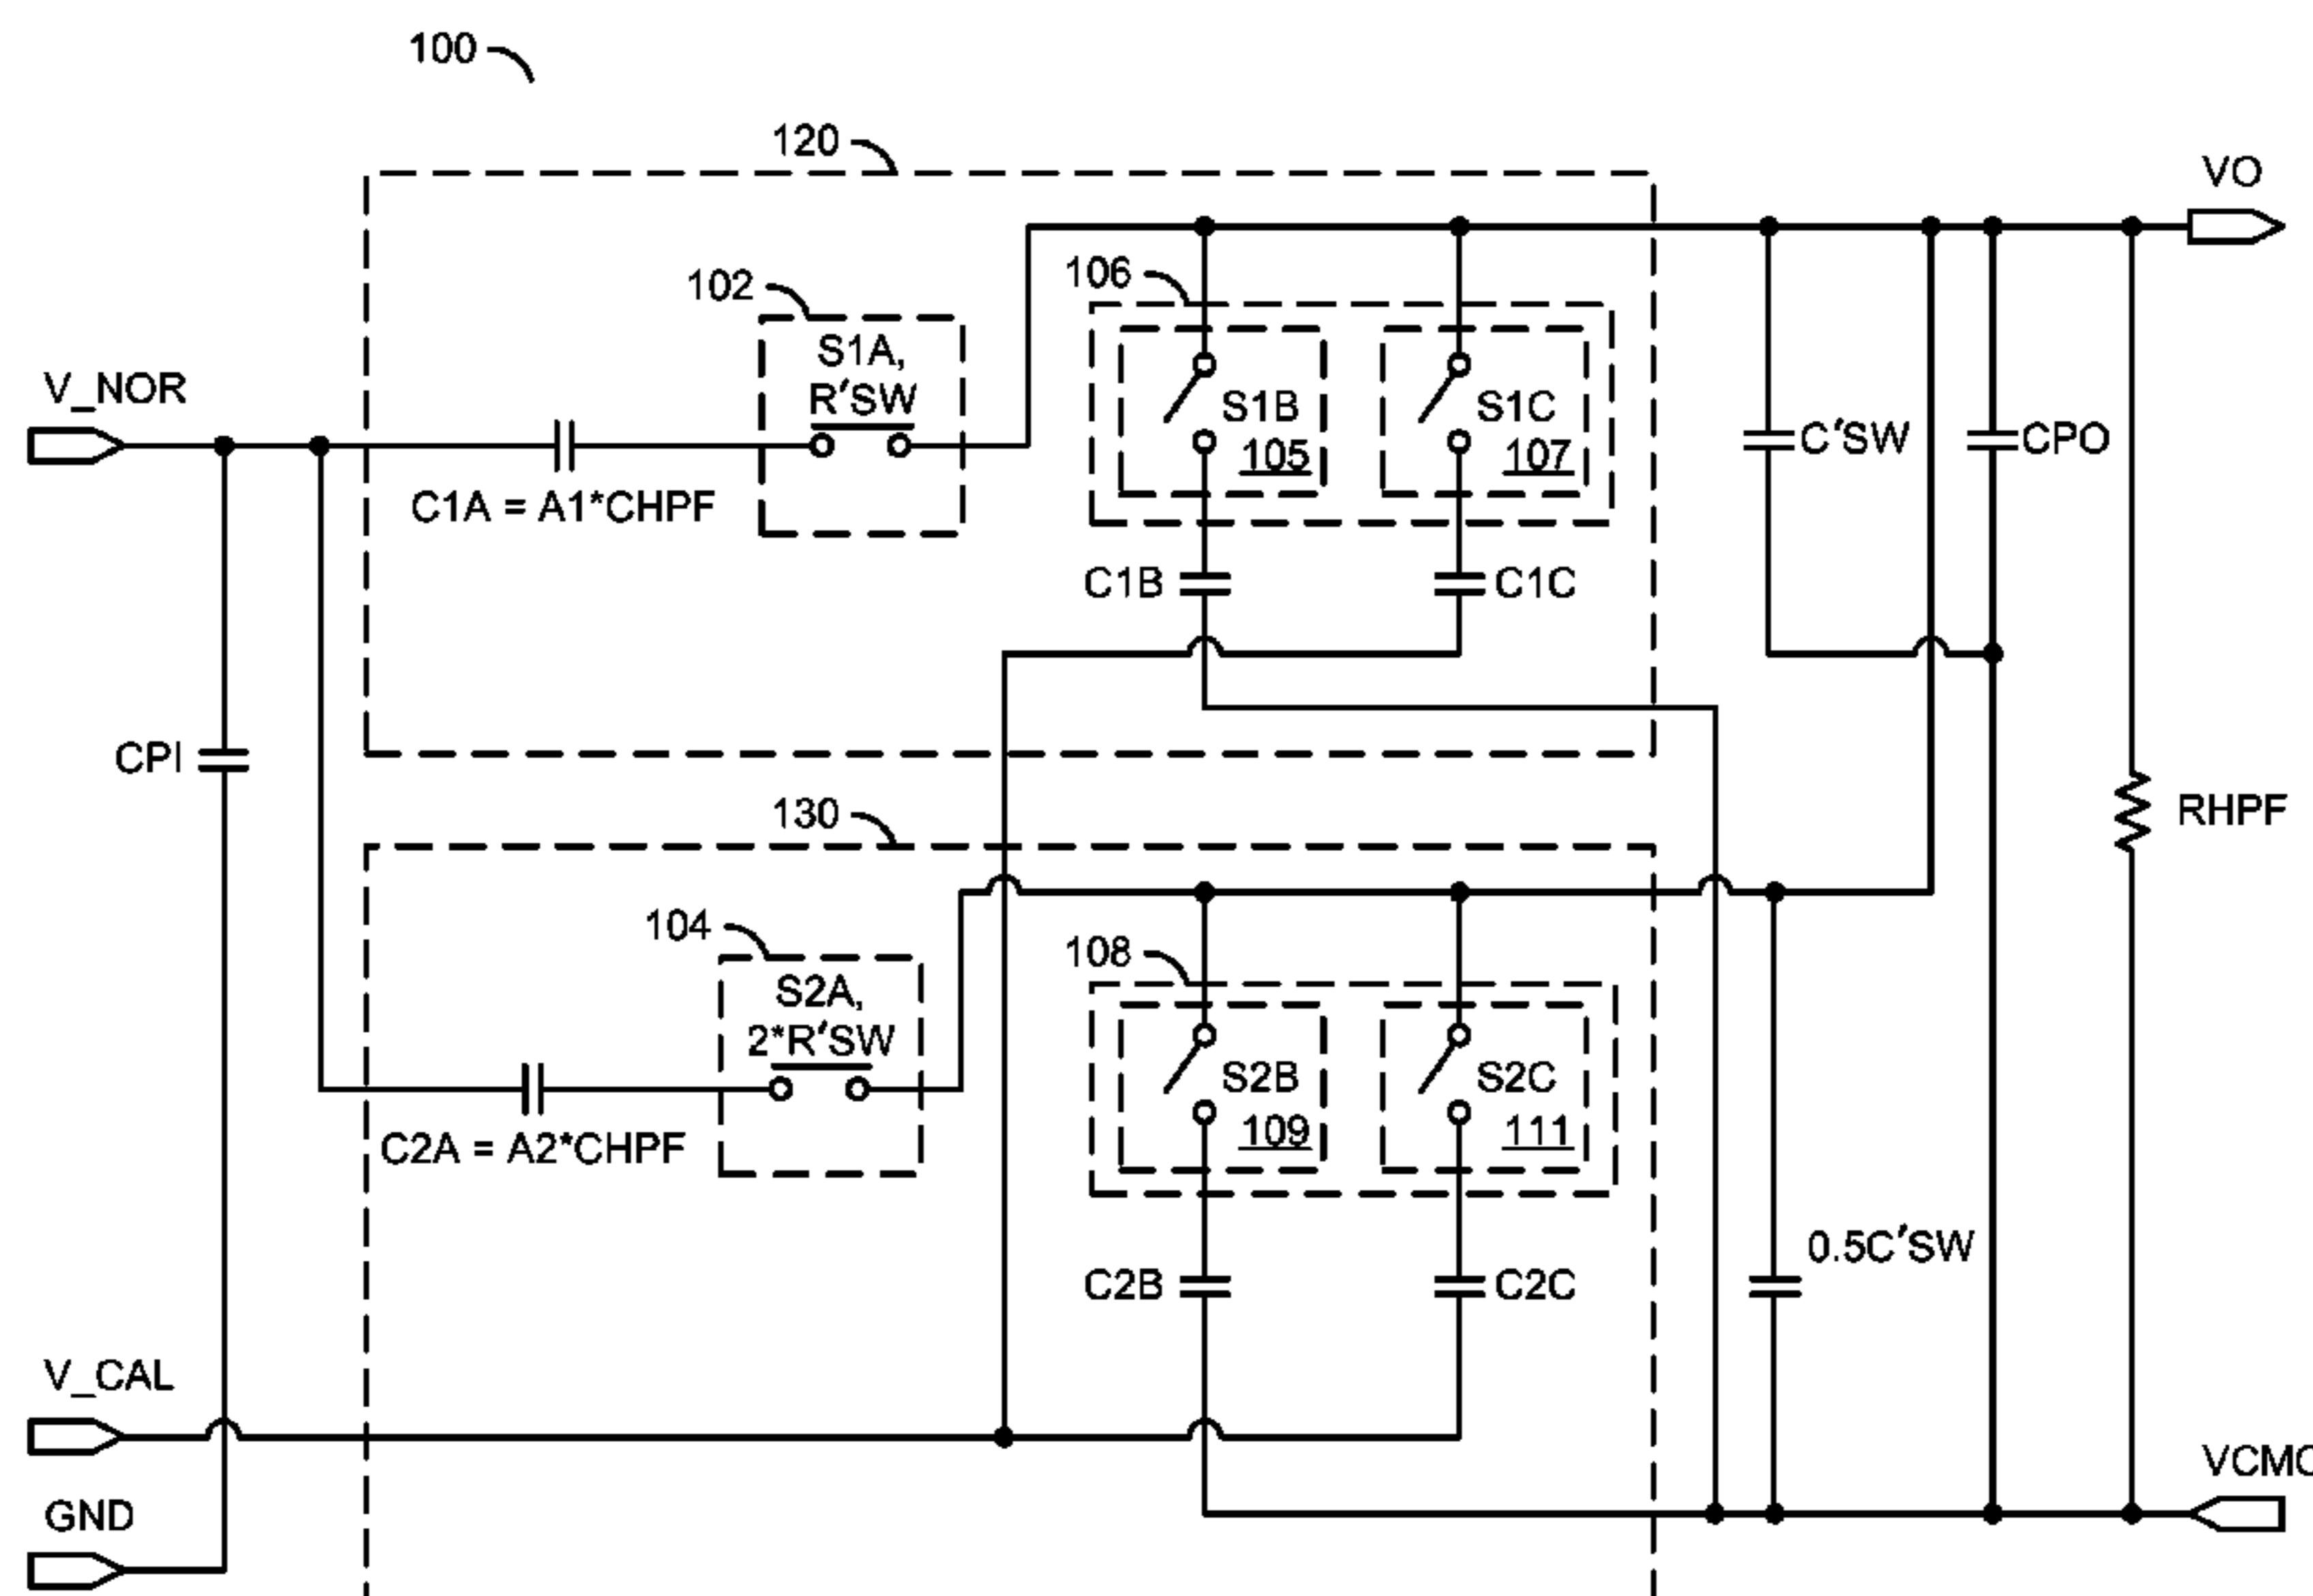 100
120
VO
106
102
S1A,
R'SW
V_NOR
S1B
105
S1C
107
C'SW
CPO
C1A = A1*CHPF
C1B
C1C
CPI
130
RHPF
104
108
S2A,
2*R'SW
S2B
109
S2C
111
C2A = A2*CHPF
0.5C'SW
C2B
C2C
V_CAL
GND